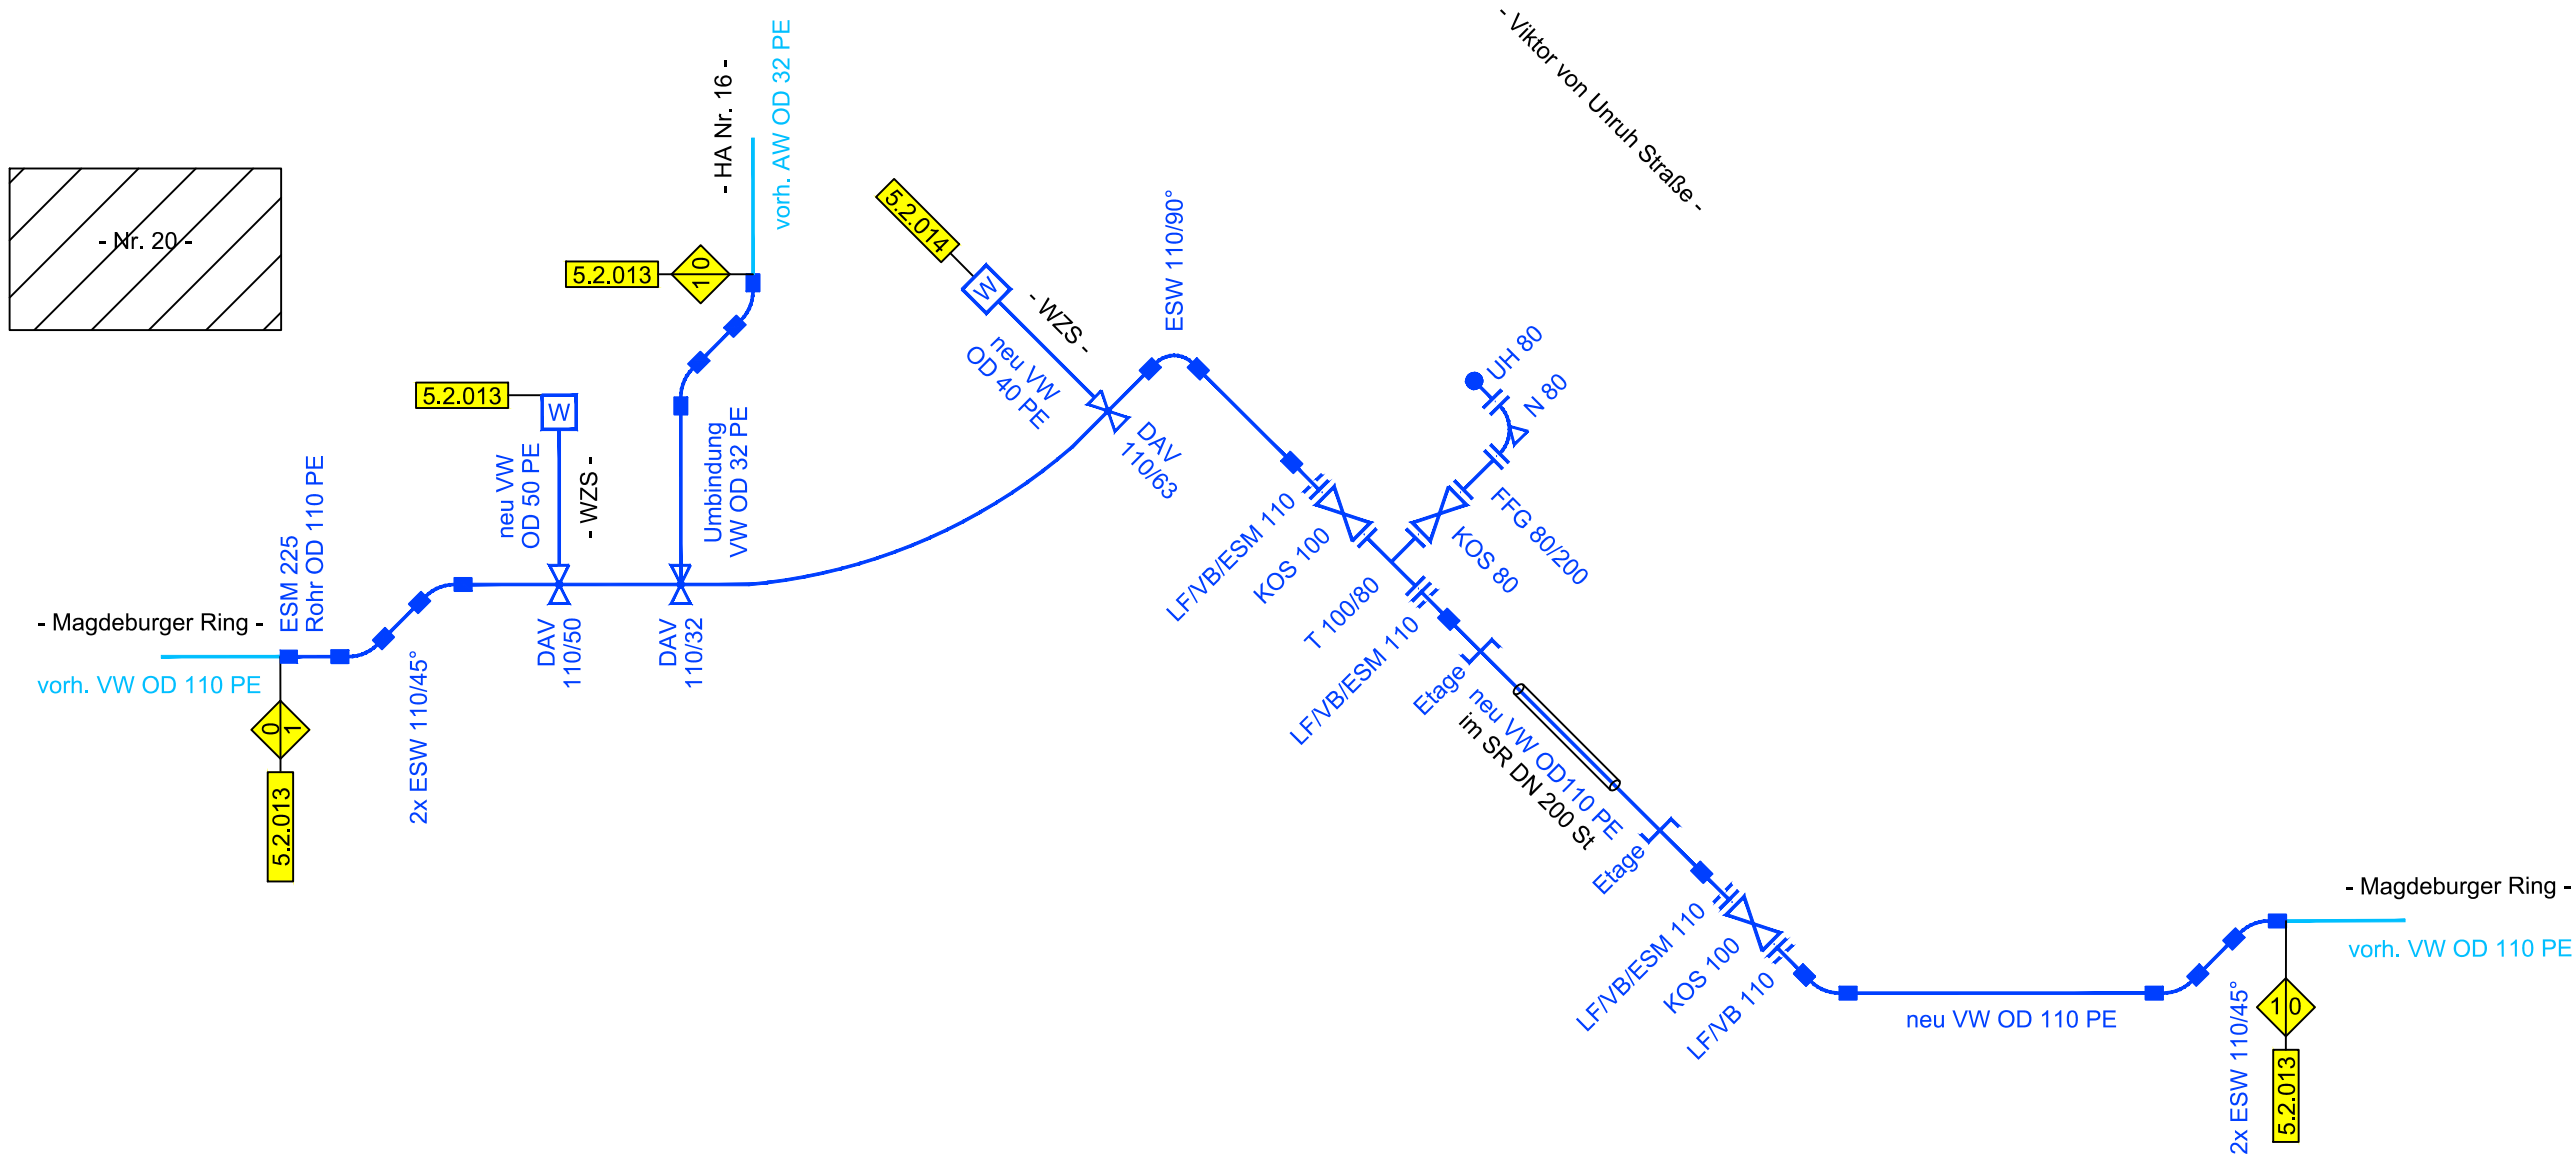 - Viktor von Unruh Straße -
- HA Nr. 16 -
vorh. AW OD 32 PE
- Nr. 20 -
5.2.013
1 0
5.2.014
W
- WZS -
neu VW
OD 40 PE
DAV
110/63
ESW 110/90°
5.2.013
W
neu VW
OD 50 PE
- WZS -
Umbindung
VW OD 32 PE
UH 80
N 80
FFG 80/200
KOS 80
LF/VB/ESM 110
KOS 100
T 100/80
LF/VB/ESM 110
Etage
neu VW OD110 PE
im SR DN 200 St
Etage
ESM 225
Rohr OD 110 PE
- Magdeburger Ring -
vorh. VW OD 110 PE
0 1
5.2.013
2x ESW 110/45°
DAV
110/50
DAV
110/32
LF/VB/ESM 110
KOS 100
LF/VB 110
neu VW OD 110 PE
- Magdeburger Ring -
vorh. VW OD 110 PE
2x ESW 110/45°
1 0
5.2.013